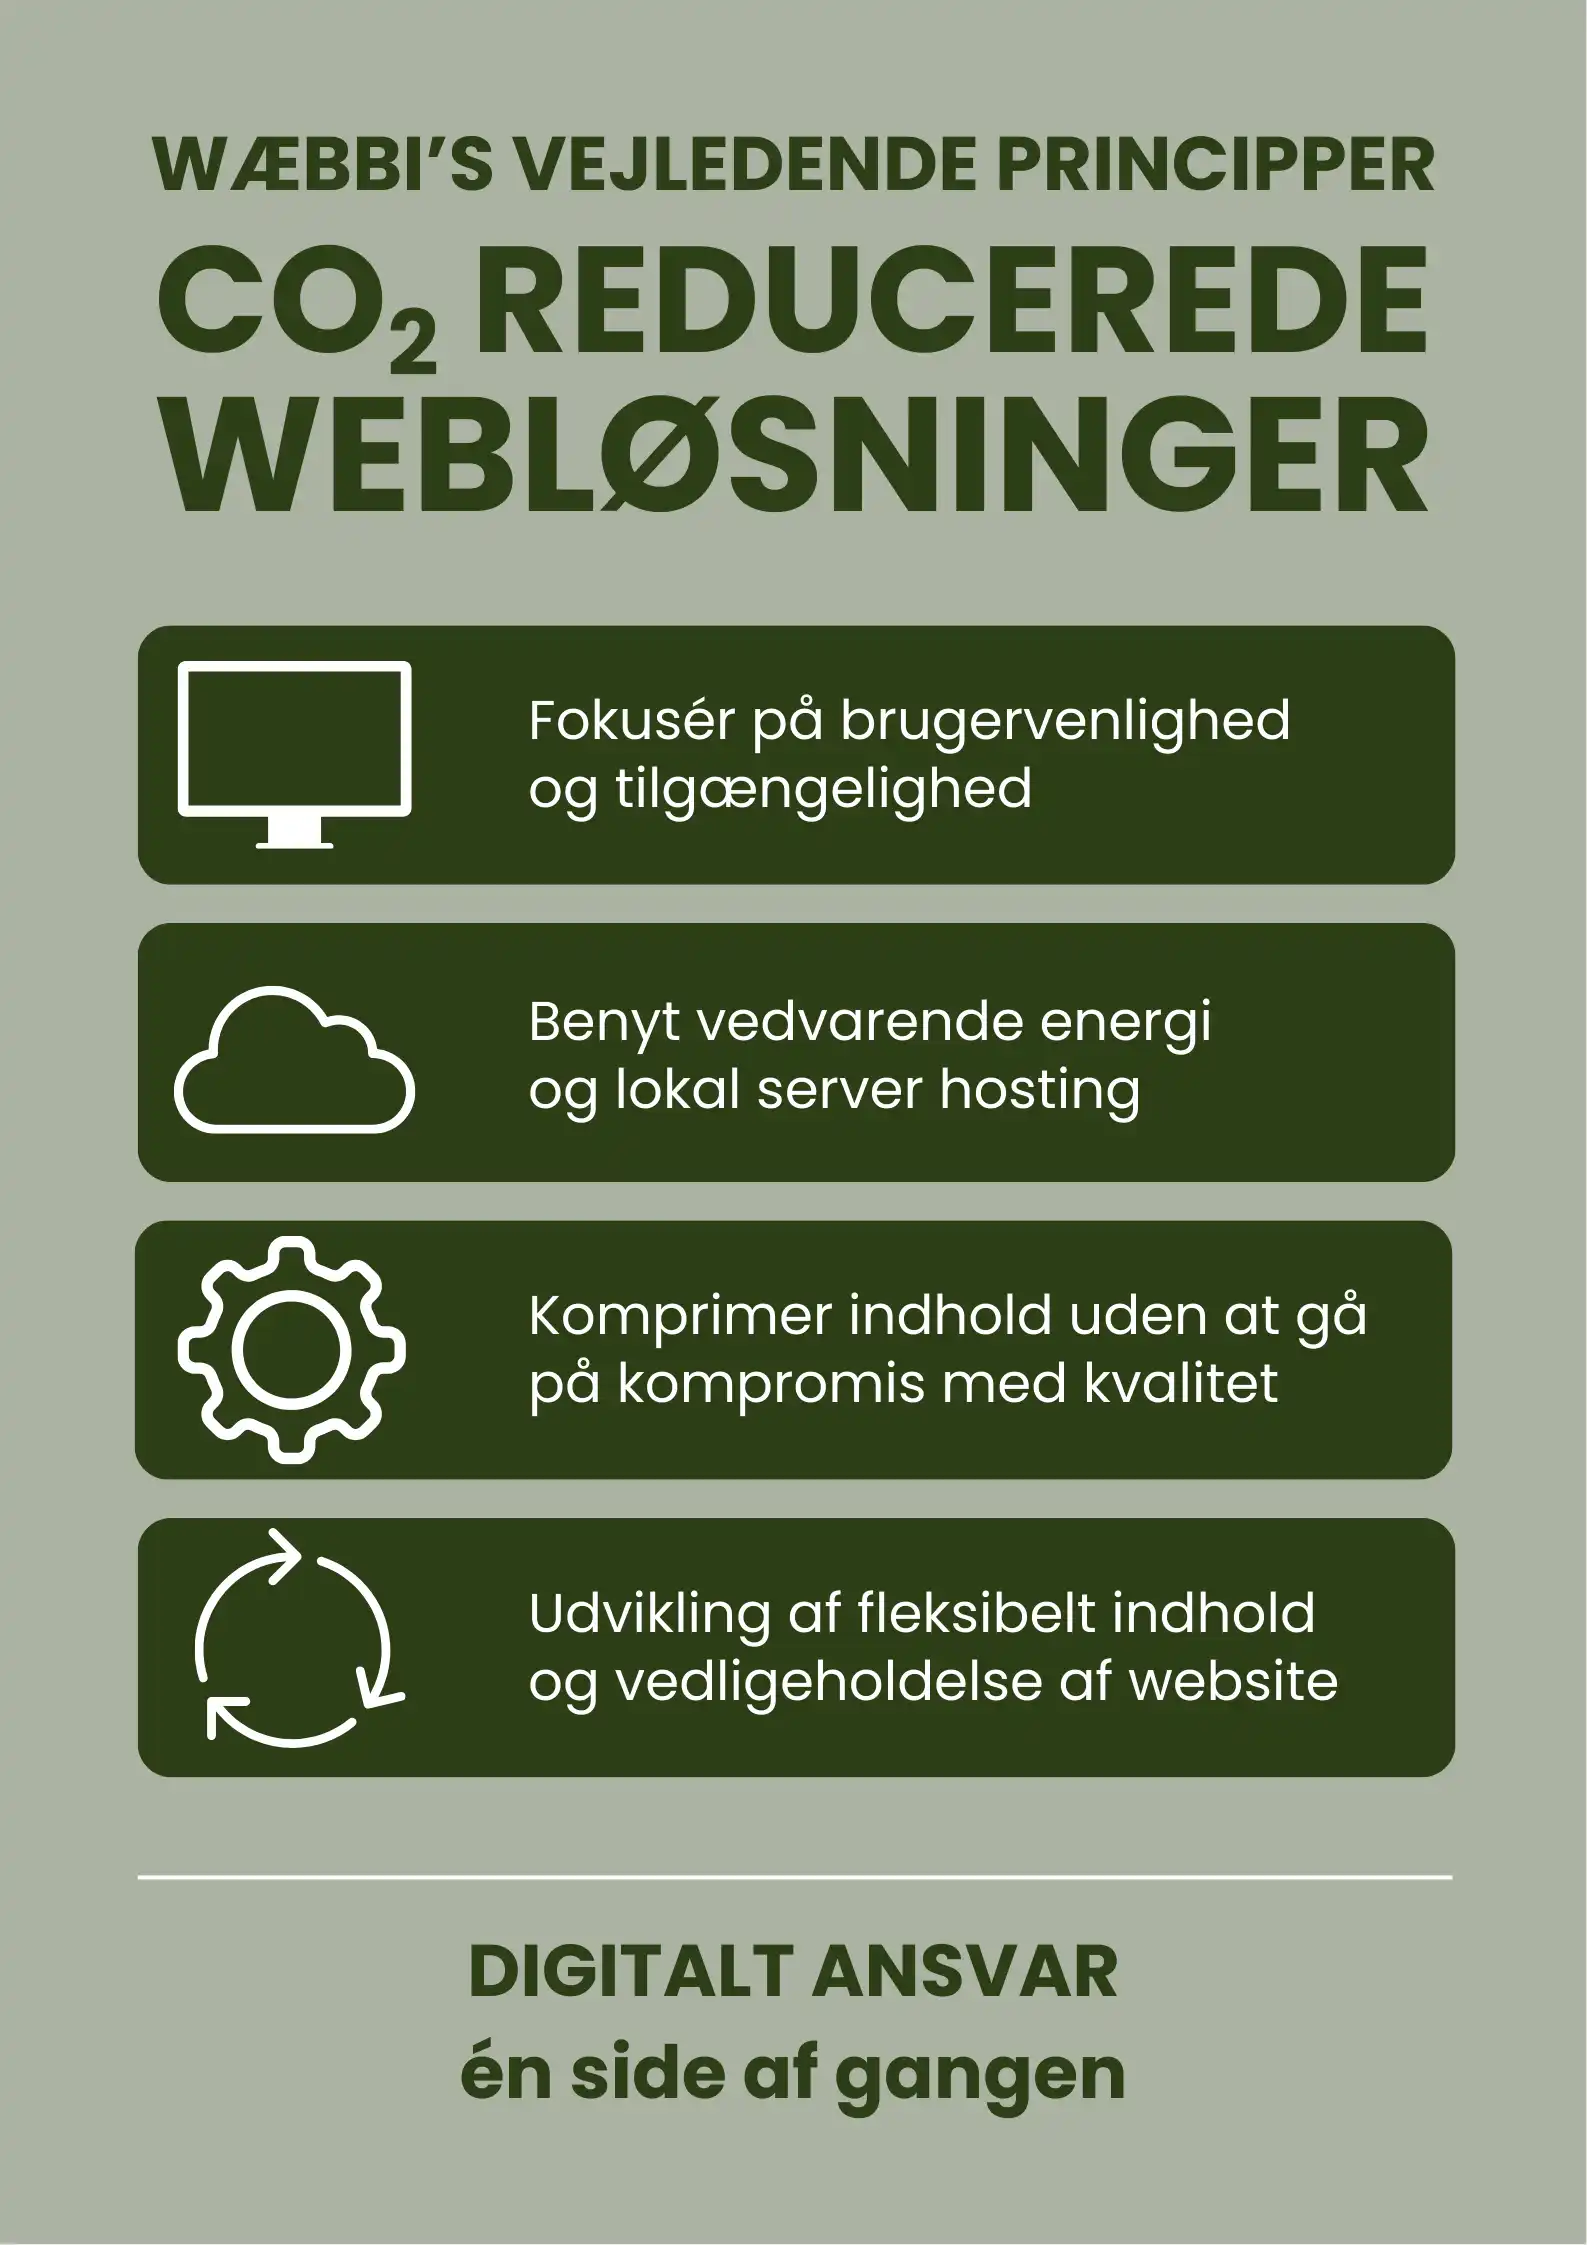 WÆBBI’S VEJLEDENDE PRINCIPPER
CO₂ REDUCEREDE
WEBLØSNINGER
Fokusér på brugervenlighed
og tilgængelighed
Benyt vedvarende energi
og lokal server hosting
Komprimer indhold uden at gå
på kompromis med kvalitet
Udvikling af fleksibelt indhold
og vedligeholdelse af website
DIGITALT ANSVAR
én side af gangen